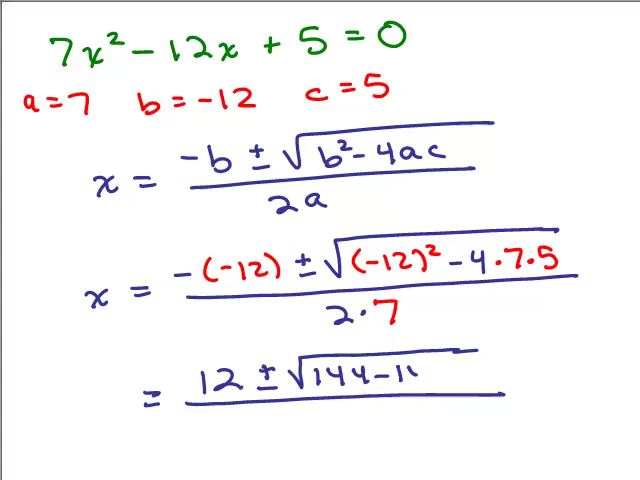 7x² - 12x + 5 = 0
a = 7 b = -12 c = 5
x = (-b ± √(b² - 4ac)) / 2a
x = (-(-12) ± √((-12)² - 4·7·5)) / 2·7
= 12 ± √144 - 1